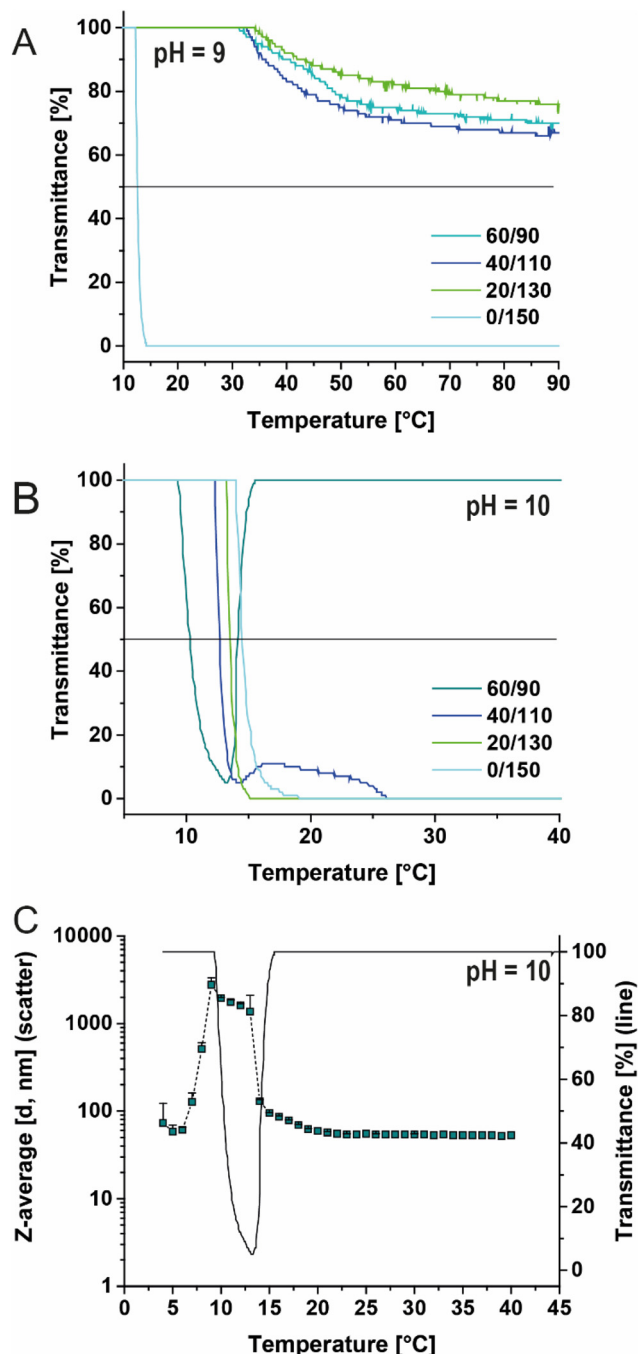 A
pH = 9
Transmittance [%]
100
80
60
40
20
0
60/90
40/110
20/130
0/150
10 20 30 40 50 60 70 80 90
Temperature [°C]
B
pH = 10
Transmittance [%]
100
80
60
40
20
0
60/90
40/110
20/130
0/150
10 20 30 40
Temperature [°C]
C
pH = 10
Z-average [d, nm] (scatter)
10000
1000
100
10
1
Transmittance [%] (line)
100
80
60
40
20
0
0 5 10 15 20 25 30 35 40 45
Temperature [°C]